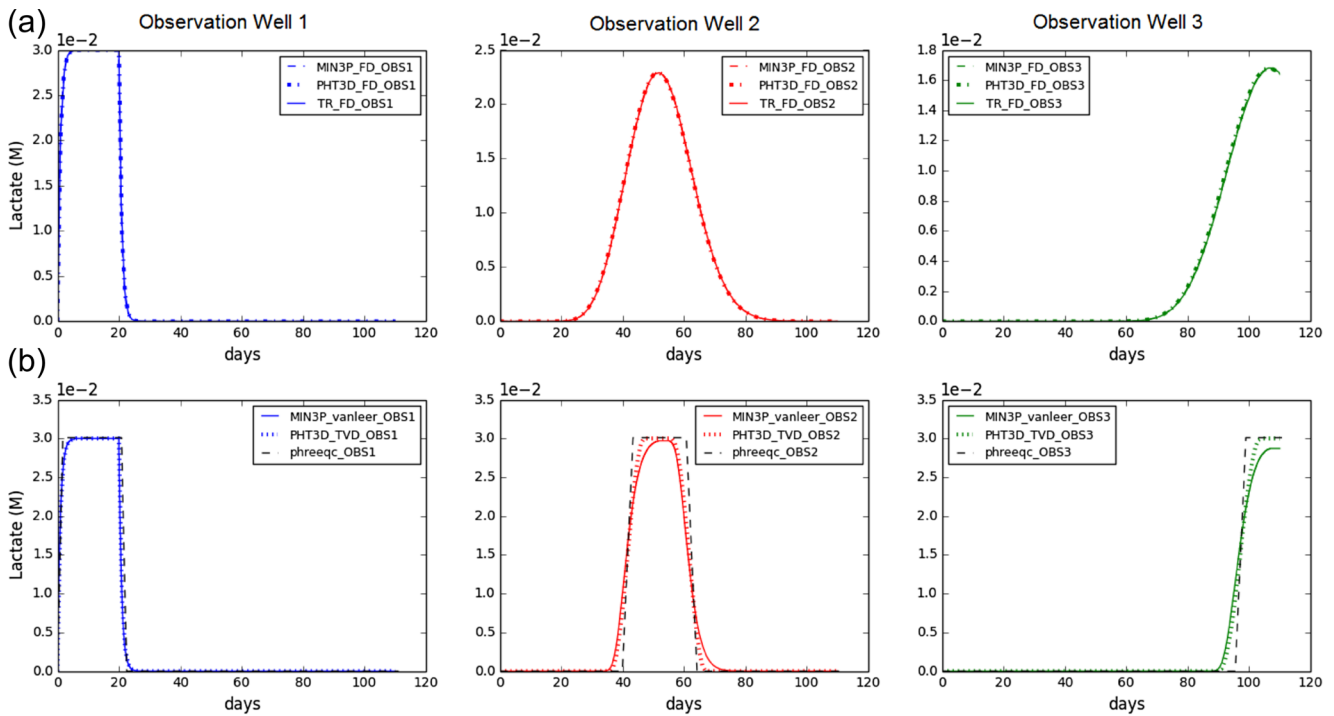 (a)
Observation Well 1
Observation Well 2
Observation Well 3
1e-2
3.0
2.5
2.0
1.5
1.0
0.5
0.0
Lactate (M)
MIN3P_FD_OBS1
PHT3D_FD_OBS1
TR_FD_OBS1
0 20 40 60 80 100 120
days
1e-2
2.5
2.0
1.5
1.0
0.5
0.0
MIN3P_FD_OBS2
PHT3D_FD_OBS2
TR_FD_OBS2
0 20 40 60 80 100 120
days
1e-2
1.8
1.6
1.4
1.2
1.0
0.8
0.6
0.4
0.2
0.0
MIN3P_FD_OBS3
PHT3D_FD_OBS3
TR_FD_OBS3
0 20 40 60 80 100 120
days
(b)
1e-2
3.5
3.0
2.5
2.0
1.5
1.0
0.5
0.0
Lactate (M)
MIN3P_vanleer_OBS1
PHT3D_TVD_OBS1
phreeqc_OBS1
0 20 40 60 80 100 120
days
1e-2
3.5
3.0
2.5
2.0
1.5
1.0
0.5
0.0
MIN3P_vanleer_OBS2
PHT3D_TVD_OBS2
phreeqc_OBS2
0 20 40 60 80 100 120
days
1e-2
3.5
3.0
2.5
2.0
1.5
1.0
0.5
0.0
MIN3P_vanleer_OBS3
PHT3D_TVD_OBS3
phreeqc_OBS3
0 20 40 60 80 100 120
days